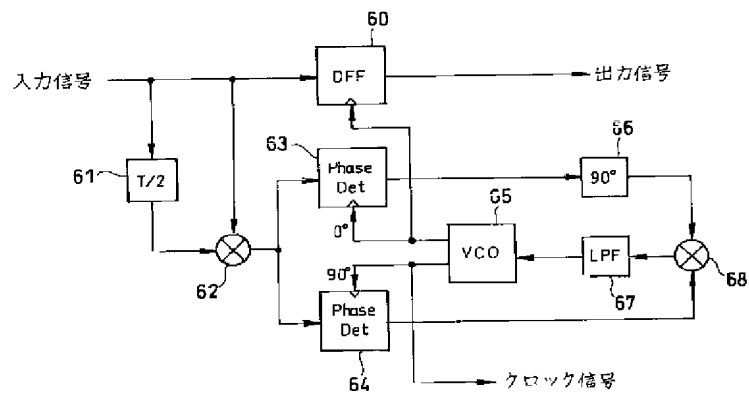 60
入力信号
DFF
出力信号
63
66
61
T/2
Phase
Det
90°
65
0°
VCO
LPF
62
90°
67
68
Phase
Det
64
クロック信号